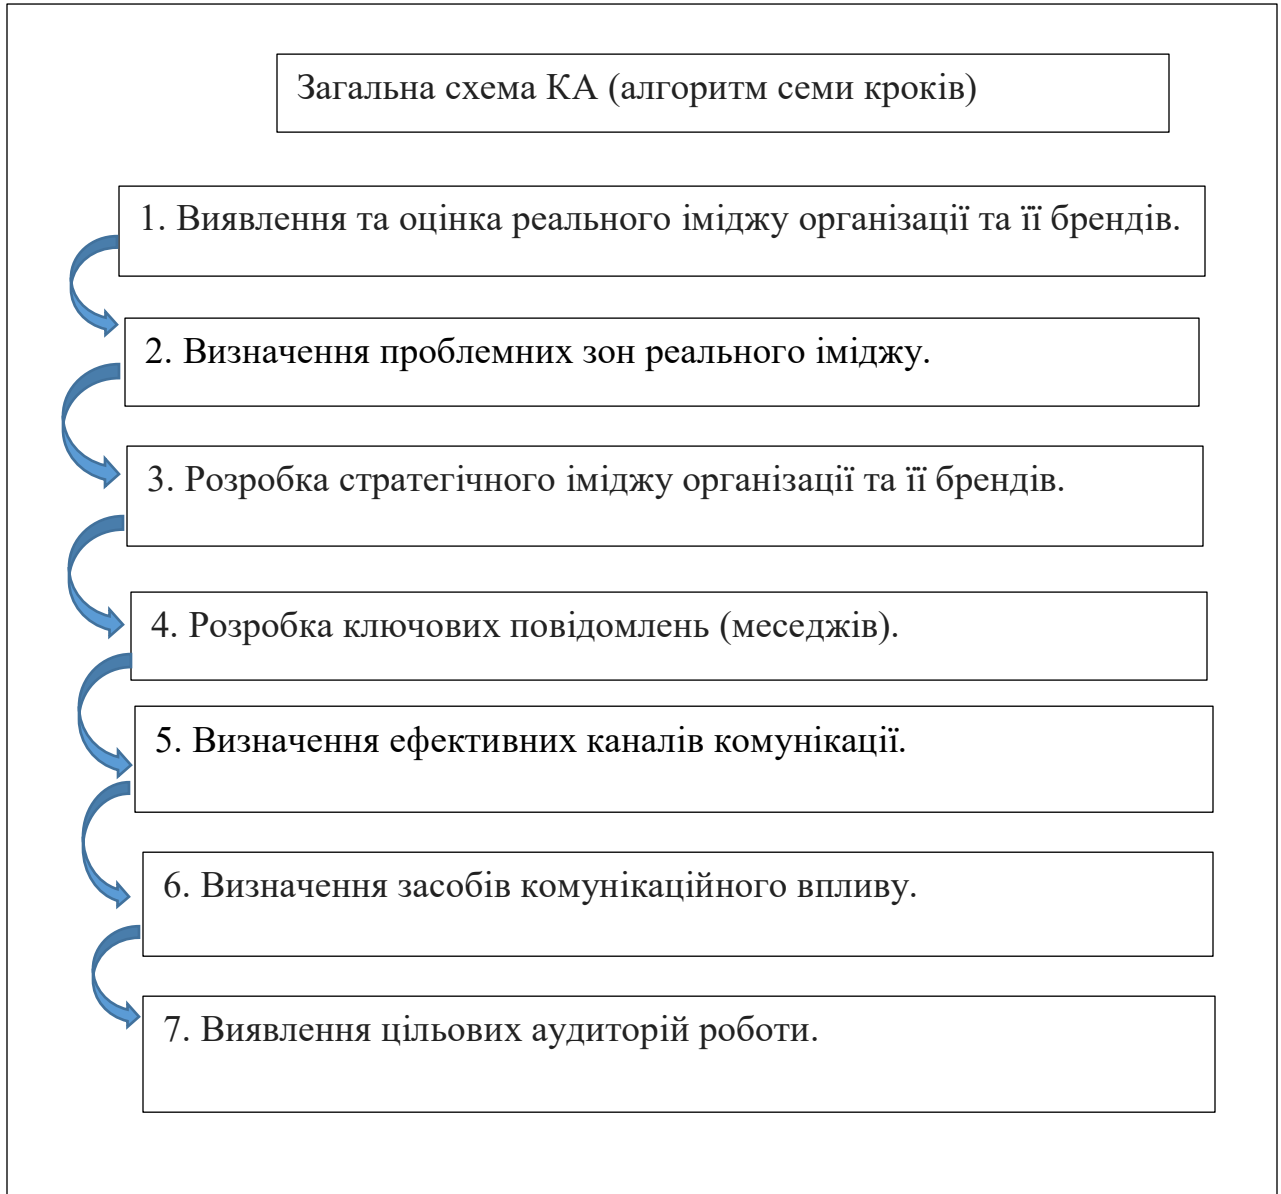 Загальна схема КА (алгоритм семи кроків)
1. Виявлення та оцінка реального іміджу організації та її брендів.
2. Визначення проблемних зон реального іміджу.
3. Розробка стратегічного іміджу організації та її брендів.
4. Розробка ключових повідомлень (меседжів).
5. Визначення ефективних каналів комунікації.
6. Визначення засобів комунікаційного впливу.
7. Виявлення цільових аудиторій роботи.